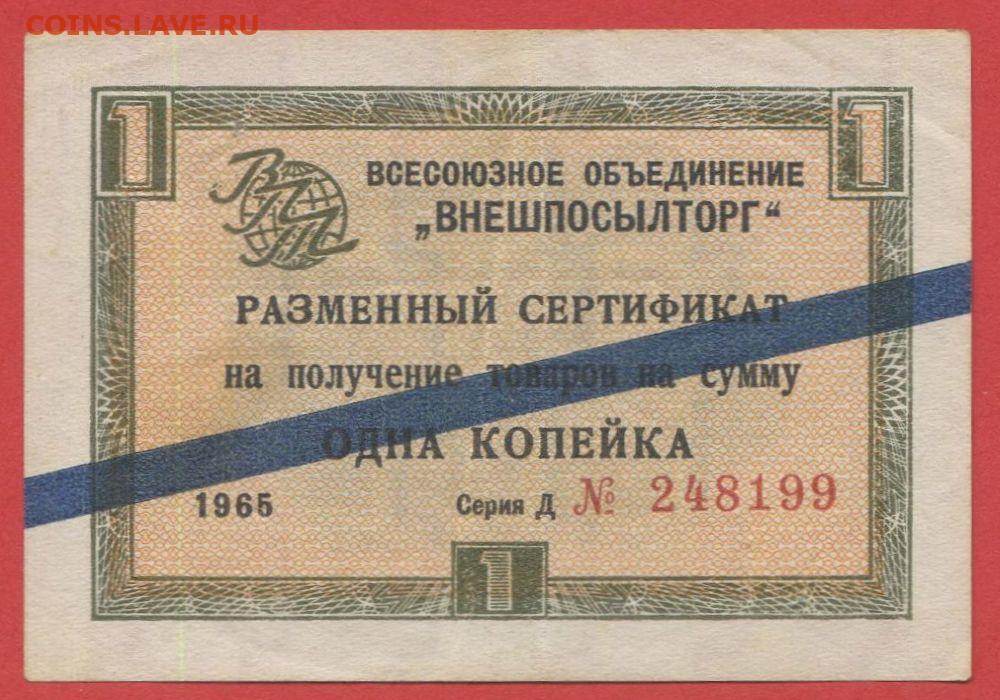 COINS.LAVE.RU
1 1
ВПТ
ВСЕСОЮЗНОЕ ОБЪЕДИНЕНИЕ
„ВНЕШПОСЫЛТОРГ“
РАЗМЕННЫЙ СЕРТИФИКАТ
на получение товаров на сумму
ОДНА КОПЕЙКА
1965 Серия Д № 248199
1